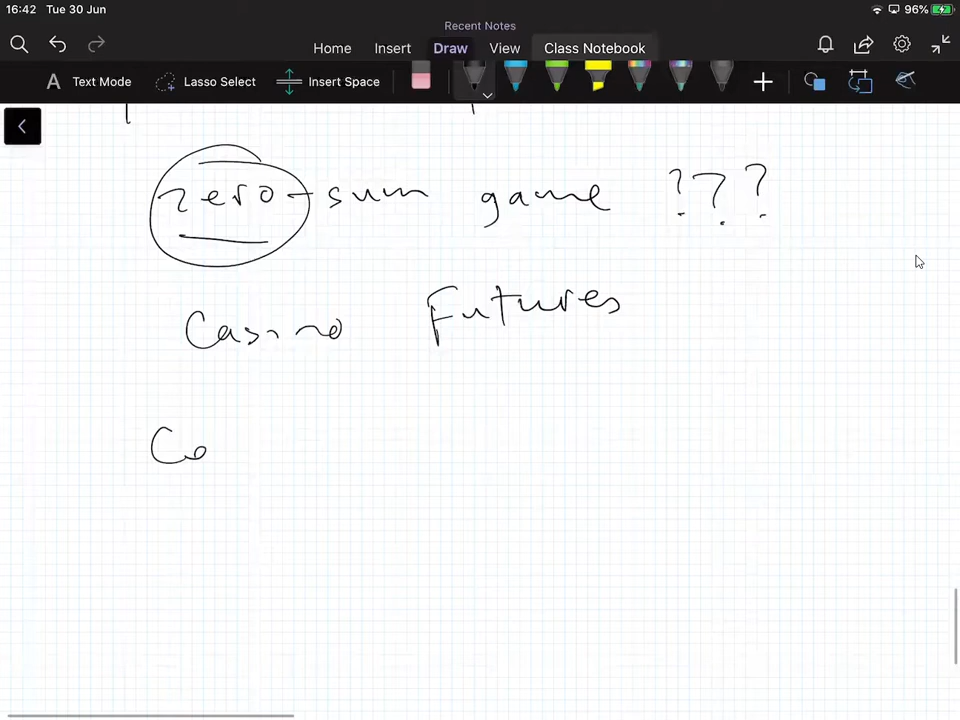 16:42 Tue 30 Jun 96%
Recent Notes
Home Insert Draw View Class Notebook
A Text Mode Lasso Select Insert Space
zero-sum game ???
Casino Futures
Co